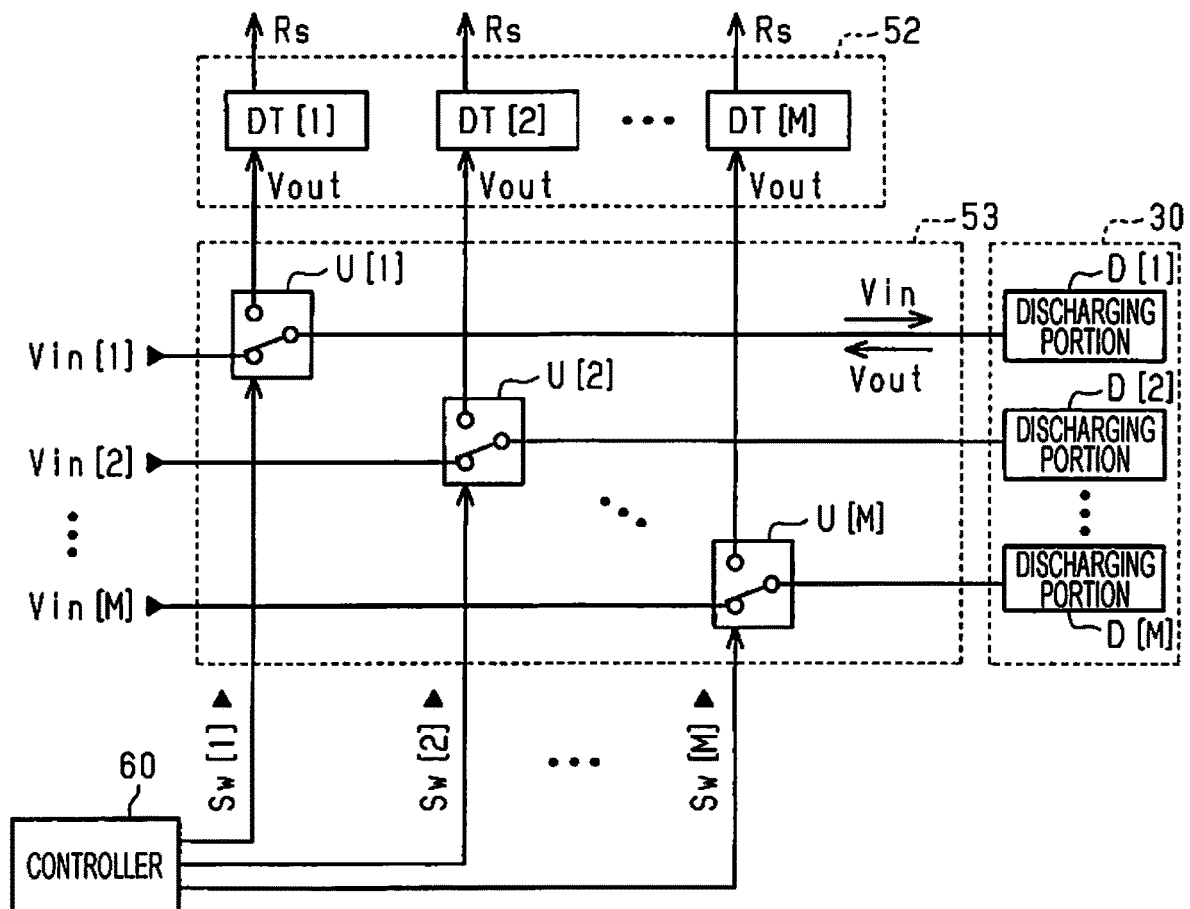 Rs Rs Rs 52
DT [1] DT [2] ••• DT [M]
Vout Vout Vout
53 30
U [1] D [1]
Vin
DISCHARGING
PORTION
Vin [1]
Vout
U [2] D [2]
DISCHARGING
PORTION
Vin [2]
U [M]
DISCHARGING
PORTION
Vin [M]
D [M]
Sw [1] Sw [2] ••• Sw [M]
60
CONTROLLER